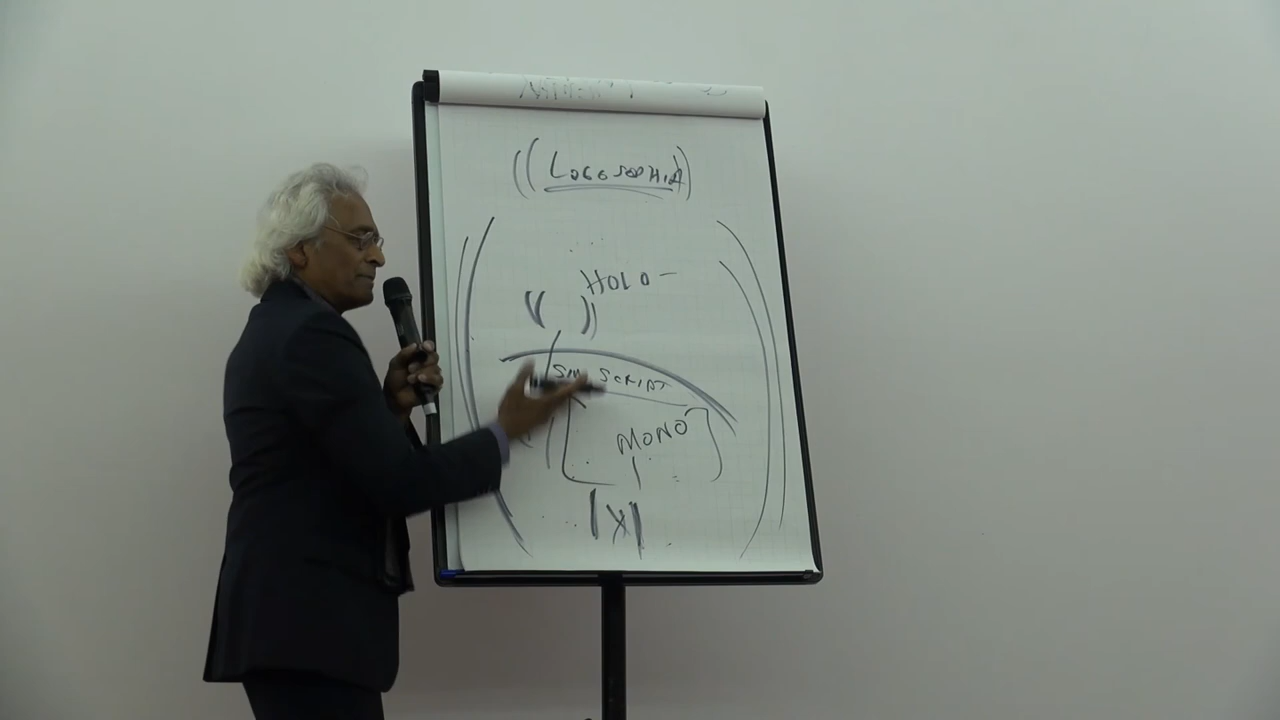 ((LOGOSOPHIA))
HOLO-
(( ))
SCRIPT
MONO
|X|